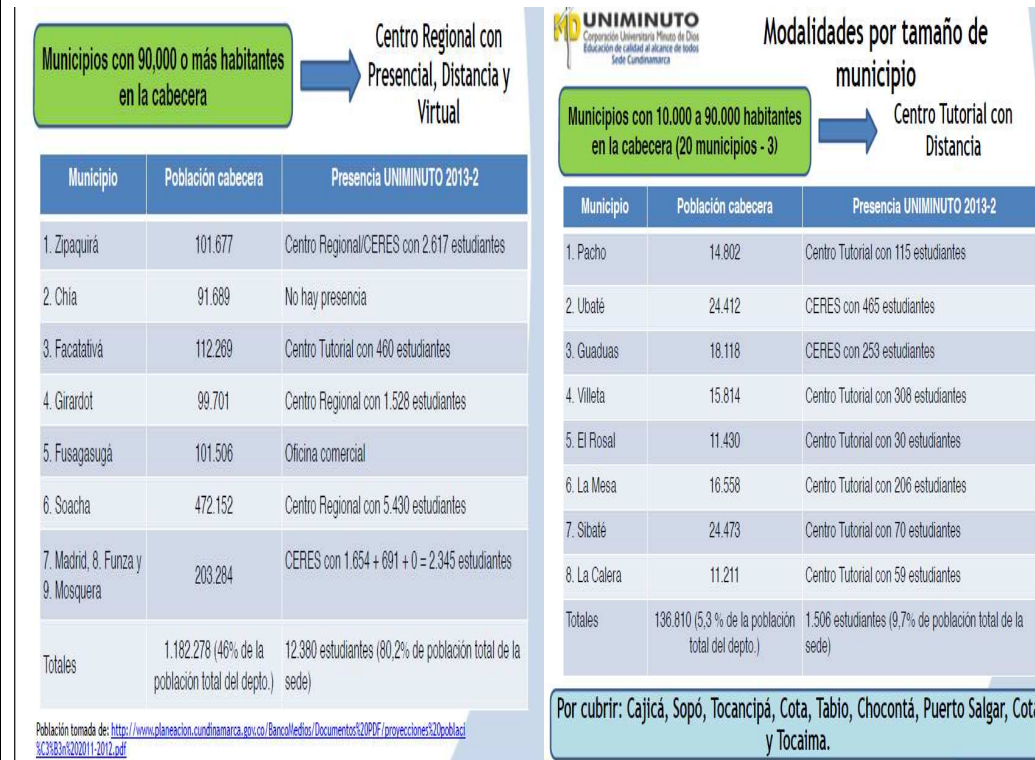 Municipios con 90,000 o más habitantes
en la cabecera
Centro Regional con
Presencial, Distancia y
Virtual
Municipio Población cabecera Presencia UNIMINUTO 2013-2
1. Zipaquirá 101.677 Centro Regional/CERES con 2.617 estudiantes
2. Chía 91.689 No hay presencia
3. Facatativá 112.269 Centro Tutorial con 460 estudiantes
4. Girardot 99.701 Centro Regional con 1.528 estudiantes
5. Fusagasugá 101.506 Oficina comercial
6. Soacha 472.152 Centro Regional con 5.430 estudiantes
7. Madrid, 8. Funza y
9. Mosquera 203.284 CERES con 1.654 + 691 + 0 = 2.345 estudiantes
Totales 1.182.278 (46% de la
población total del depto.) 12.380 estudiantes (80,2% de población total de la
sede)
Población tomada de: http://www.planeacion.cundinamarca.gov.co/BancoMedios/Documentos%20PDF/proyecciones%20poblaci
%C3%B3n%202011-2012.pdf
UNIMINUTO
Corporación Universitaria Minuto de Dios
Educación de calidad al alcance de todos
Sede Cundinamarca
Modalidades por tamaño de
municipio
Municipios con 10.000 a 90.000 habitantes
en la cabecera (20 municipios - 3)
Centro Tutorial con
Distancia
Municipio Población cabecera Presencia UNIMINUTO 2013-2
1. Pacho 14.802 Centro Tutorial con 115 estudiantes
2. Ubaté 24.412 CERES con 465 estudiantes
3. Guaduas 18.118 CERES con 253 estudiantes
4. Villeta 15.814 Centro Tutorial con 308 estudiantes
5. El Rosal 11.430 Centro Tutorial con 30 estudiantes
6. La Mesa 16.558 Centro Tutorial con 206 estudiantes
7. Sibaté 24.473 Centro Tutorial con 70 estudiantes
8. La Calera 11.211 Centro Tutorial con 59 estudiantes
Totales 136.810 (5,3 % de la población
total del depto.) 1.506 estudiantes (9,7% de población total de la
sede)
Por cubrir: Cajicá, Sopó, Tocancipá, Cota, Tabio, Chocontá, Puerto Salgar, Cota
y Tocaima.